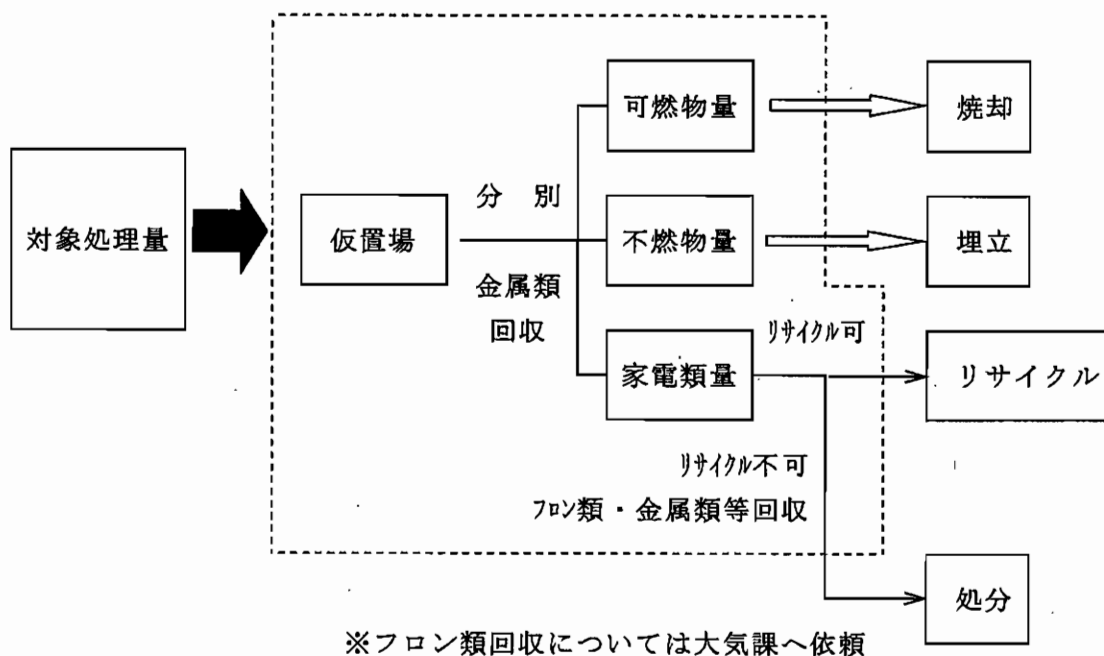 対象処理量
仮置場
分　別
金属類
回収
可燃物量
焼却
不燃物量
埋立
家電類量
リサイクル可
リサイクル
リサイクル不可
フロン類・金属類等回収
処分
※フロン類回収については大気課へ依頼